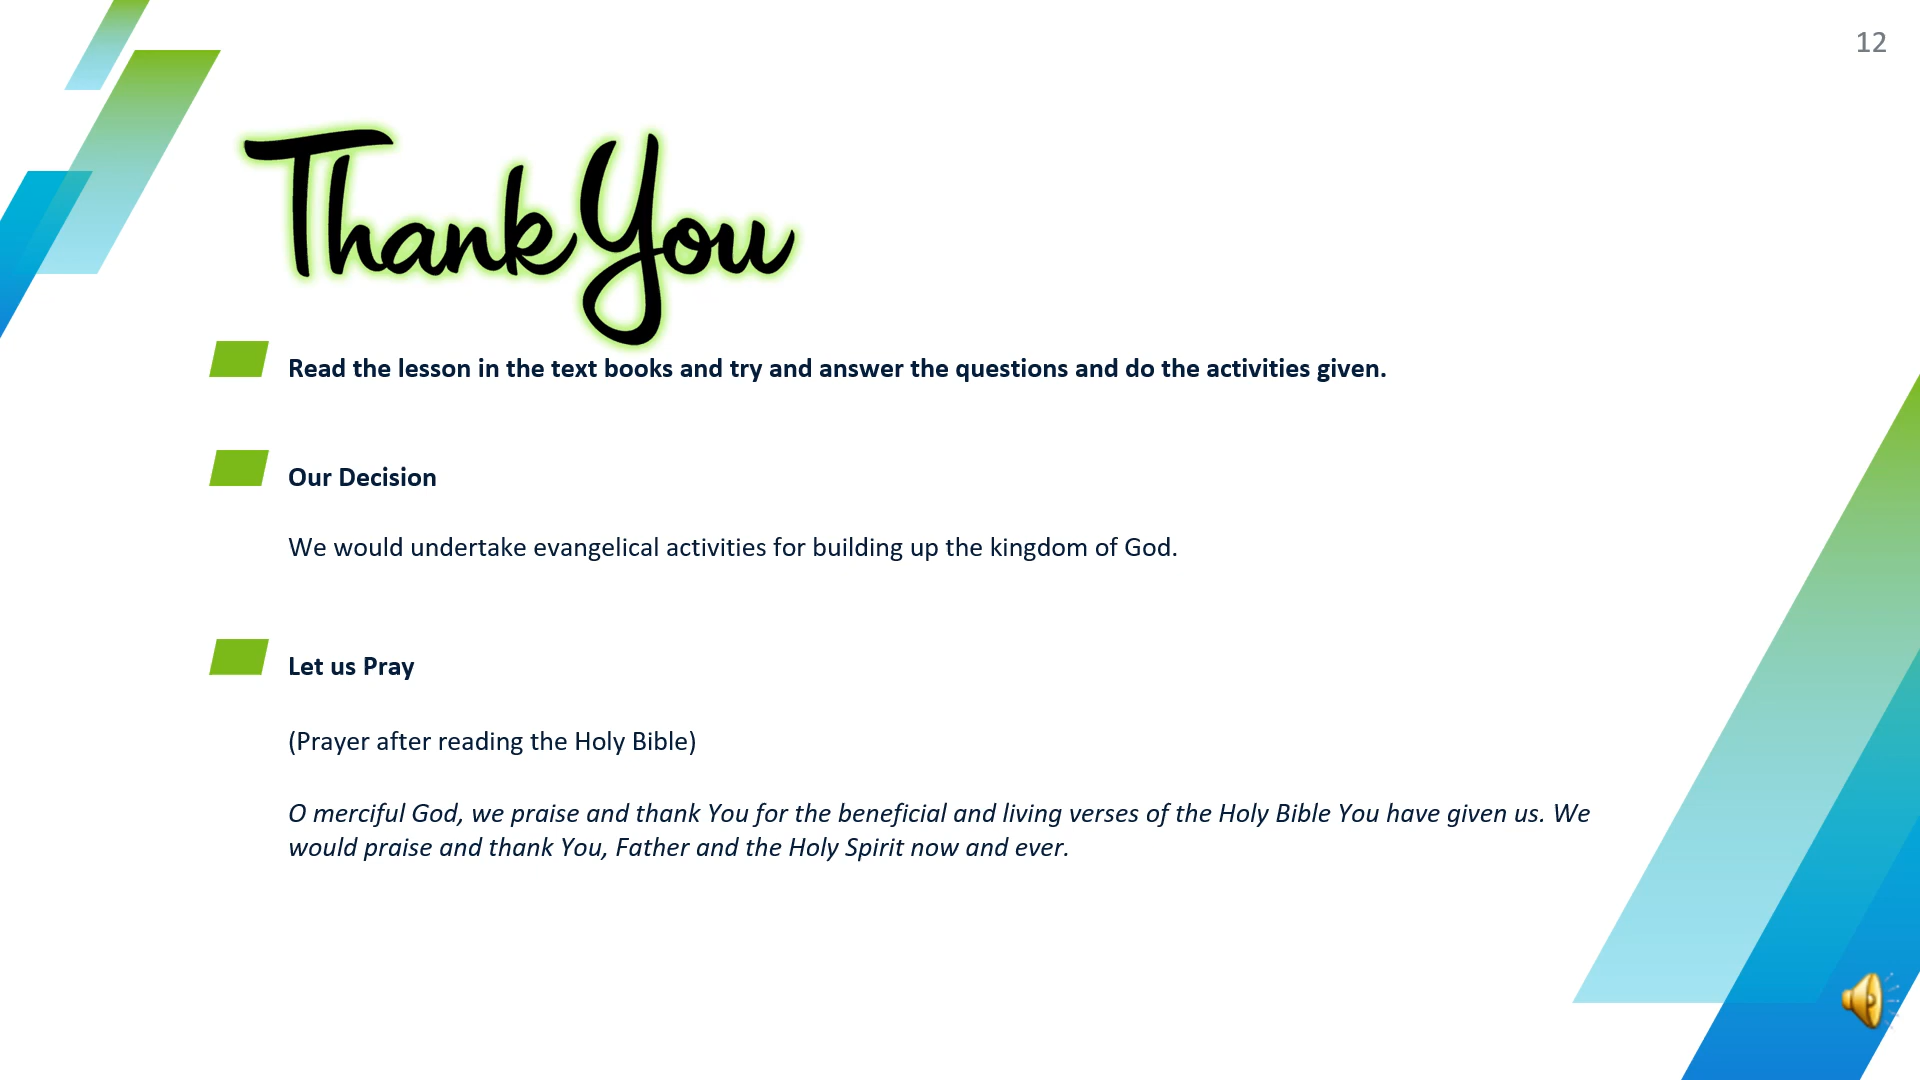 12
Thank You
Read the lesson in the text books and try and answer the questions and do the activities given.
Our Decision
We would undertake evangelical activities for building up the kingdom of God.
Let us Pray
(Prayer after reading the Holy Bible)
O merciful God, we praise and thank You for the beneficial and living verses of the Holy Bible You have given us. We
would praise and thank You, Father and the Holy Spirit now and ever.